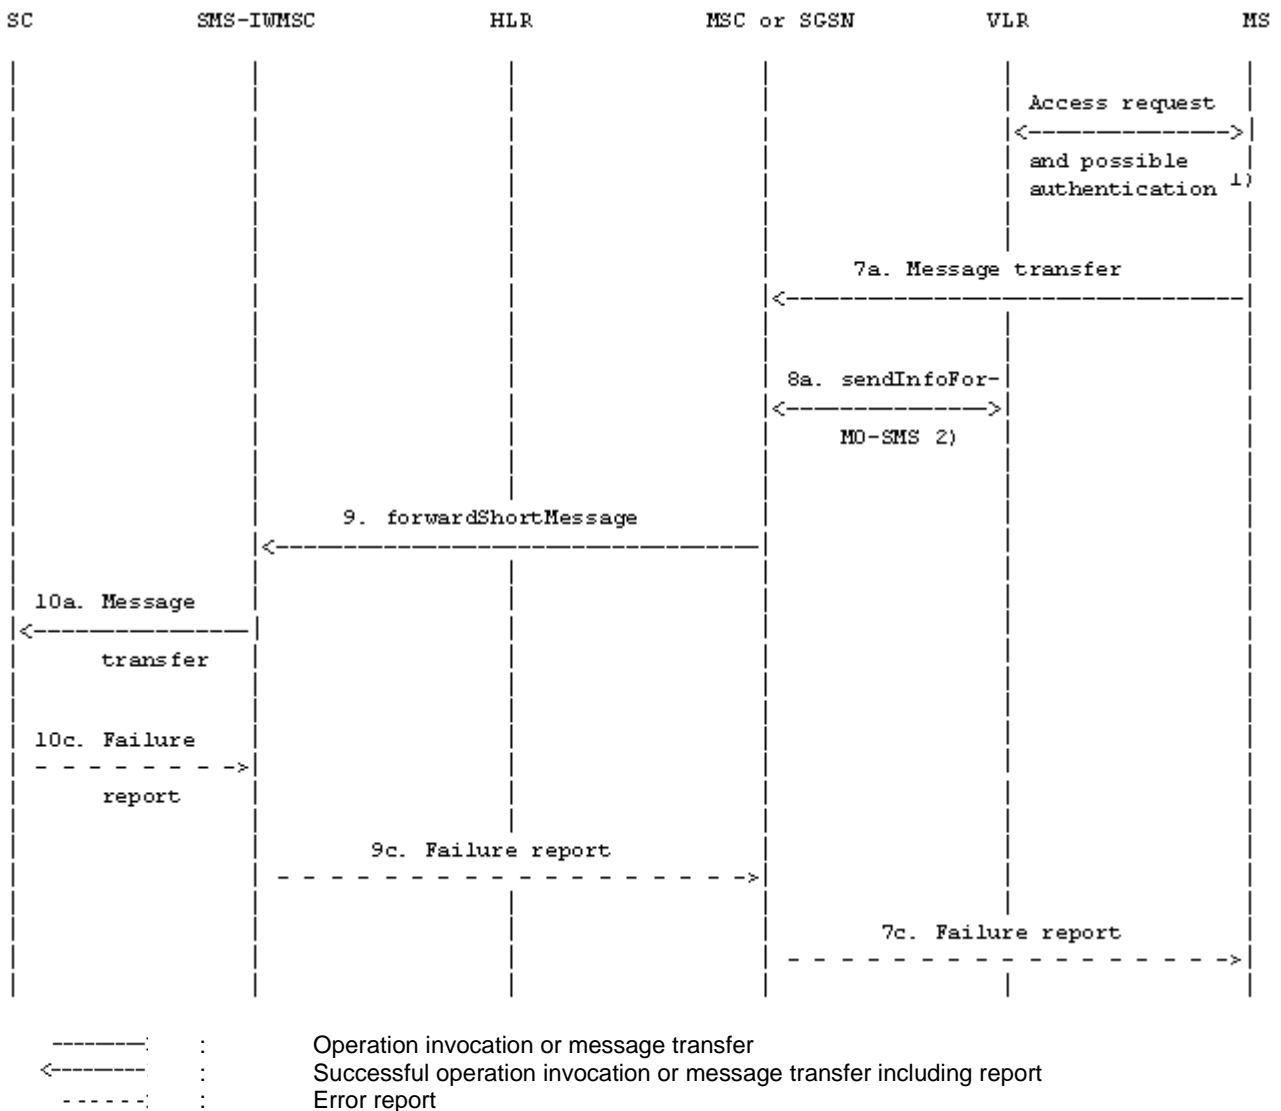 SC SMS-IWMSC HLR MSC or SGSN VLR MS
Access request
and possible
authentication 1)
7a. Message transfer
8a. sendInfoFor-
MO-SMS 2)
9. forwardShortMessage
10a. Message
transfer
10c. Failure
report
9c. Failure report
7c. Failure report
: Operation invocation or message transfer
: Successful operation invocation or message transfer including report
: Error report